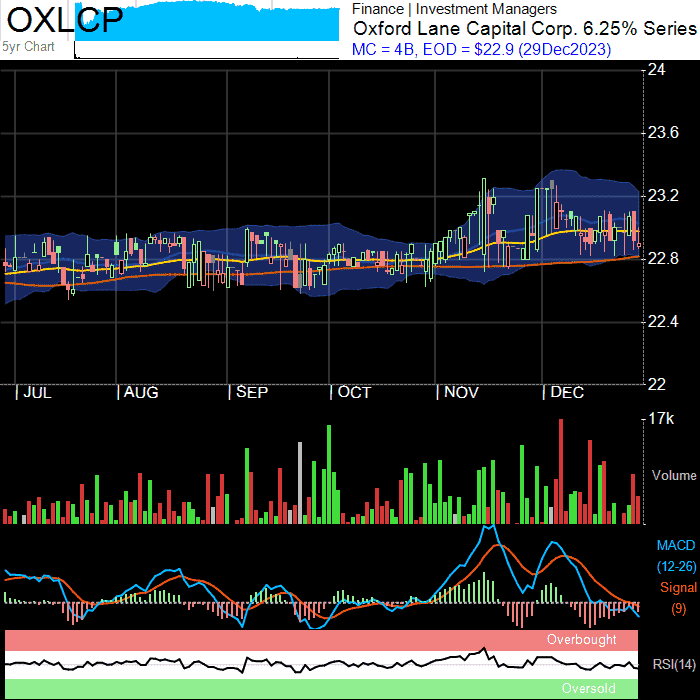 OXLCP
5yr Chart
Finance | Investment Managers
Oxford Lane Capital Corp. 6.25% Series
MC = 4B, EOD = $22.9 (29Dec2023)
24
23.6
23.2
22.8
22.4
22
| JUL | AUG | SEP | OCT | NOV | DEC
17k
Volume
MACD
(12-26)
Signal
(9)
Overbought
RSI(14)
Oversold